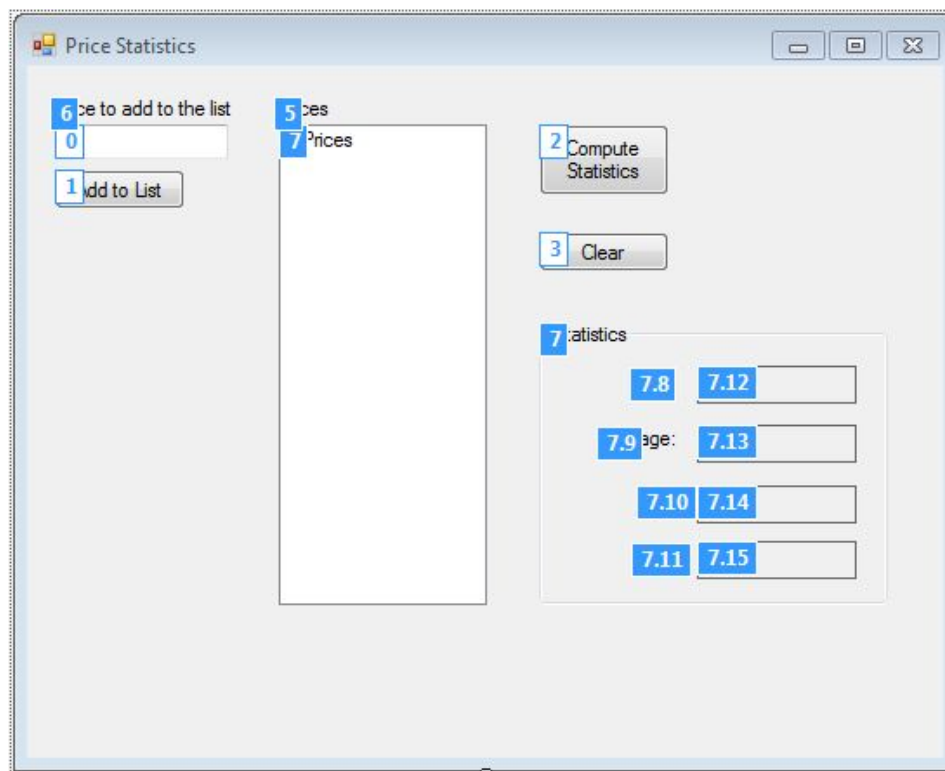 Price Statistics
6 ce to add to the list
5 ces
0
7 Prices
2 Compute
Statistics
1 Add to List
3 Clear
7 tatistics
7.8 7.12
7.9 age: 7.13
7.10 7.14
7.11 7.15